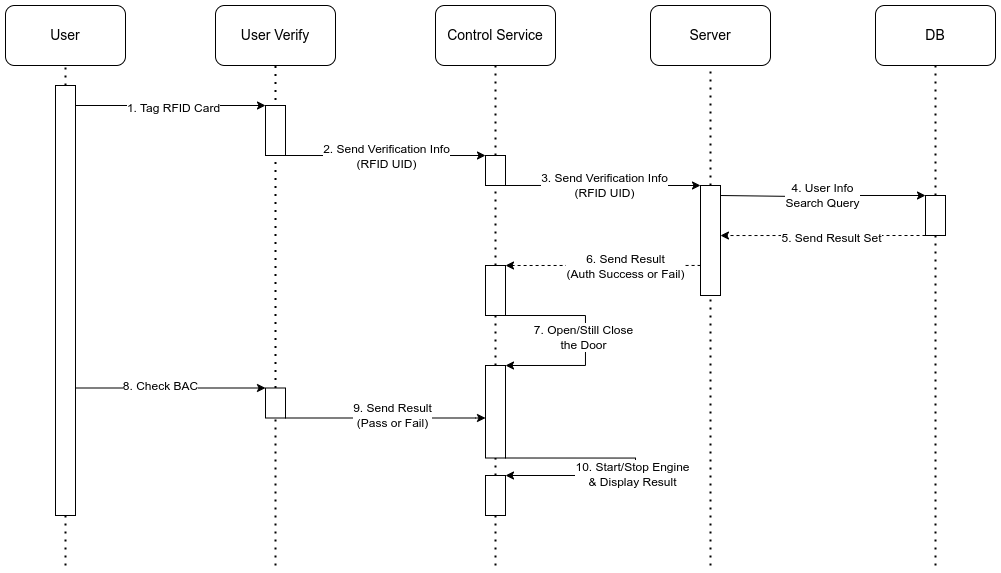 User
User Verify
Control Service
Server
DB
1. Tag RFID Card
2. Send Verification Info
(RFID UID)
3. Send Verification Info
(RFID UID)
4. User Info
Search Query
5. Send Result Set
6. Send Result
(Auth Success or Fail)
7. Open/Still Close
the Door
8. Check BAC
9. Send Result
(Pass or Fail)
10. Start/Stop Engine
& Display Result